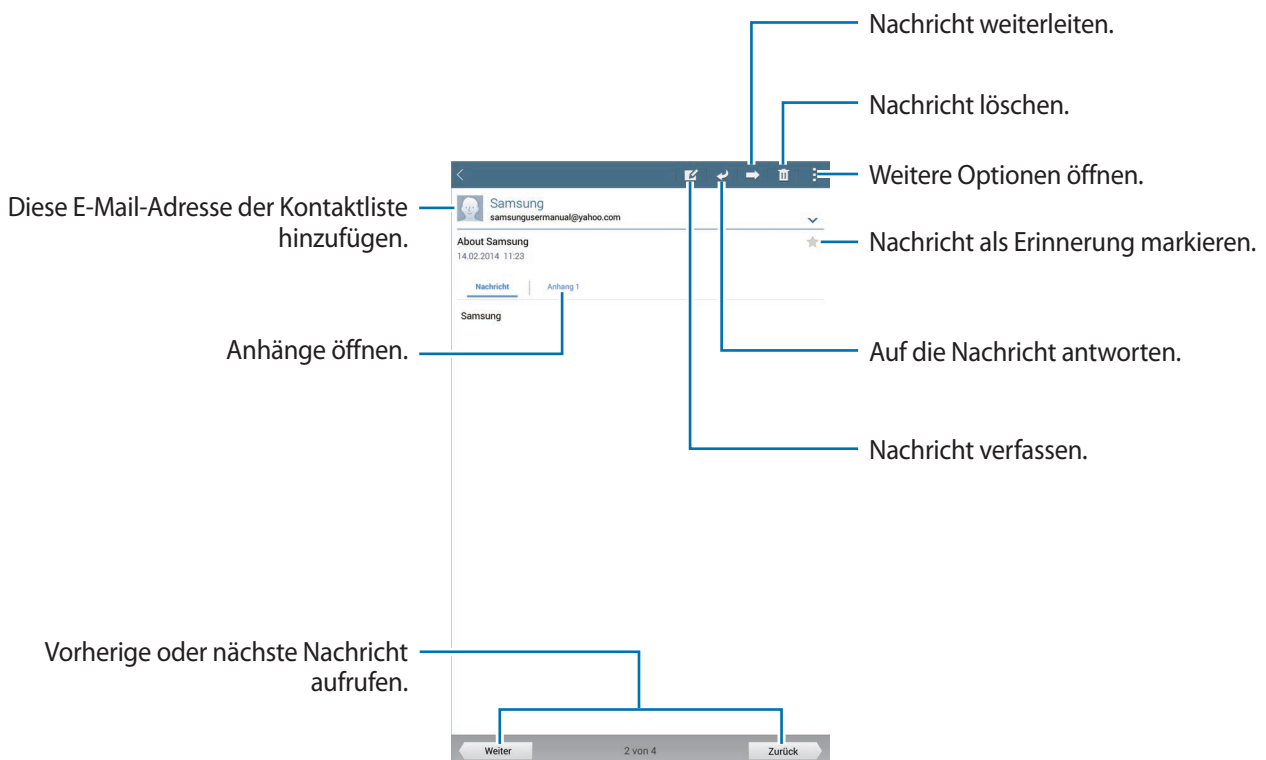 Nachricht weiterleiten.
Nachricht löschen.
Weitere Optionen öffnen.
Diese E-Mail-Adresse der Kontaktliste
hinzufügen.
Samsung
samsungusermanual@yahoo.com
About Samsung
14.02.2014 11:23
Nachricht als Erinnerung markieren.
Nachricht
Anhang 1
Samsung
Anhänge öffnen.
Auf die Nachricht antworten.
Nachricht verfassen.
Vorherige oder nächste Nachricht
aufrufen.
Weiter
2 von 4
Zurück